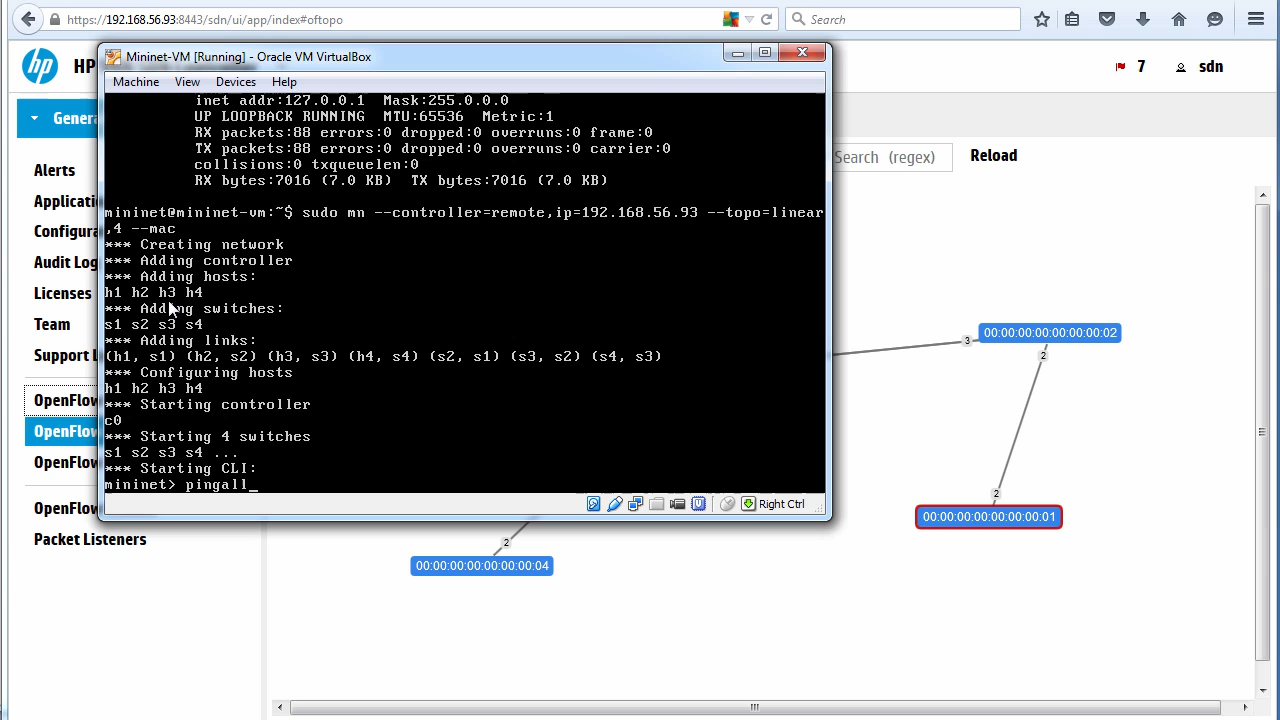 https://192.168.56.93:8443/sdn/ui/app/index#oftopo
Search
hp
HP
7
sdn
Mininet-VM [Running] - Oracle VM VirtualBox
Machine View Devices Help
inet addr:127.0.0.1 Mask:255.0.0.0
UP LOOPBACK RUNNING MTU:65536 Metric:1
RX packets:88 errors:0 dropped:0 overruns:0 frame:0
TX packets:88 errors:0 dropped:0 overruns:0 carrier:0
collisions:0 txqueuelen:0
RX bytes:7016 (7.0 KB) TX bytes:7016 (7.0 KB)
mininet@mininet-vm:~$ sudo mn --controller=remote,ip=192.168.56.93 --topo=linear
,4 --mac
*** Creating network
*** Adding controller
*** Adding hosts:
h1 h2 h3 h4
*** Adding switches:
s1 s2 s3 s4
*** Adding links:
(h1, s1) (h2, s2) (h3, s3) (h4, s4) (s2, s1) (s3, s2) (s4, s3)
*** Configuring hosts
h1 h2 h3 h4
*** Starting controller
c0
*** Starting 4 switches
s1 s2 s3 s4 ...
*** Starting CLI:
mininet> pingall_
Right Ctrl
Genera
Alerts
Applicatio
Configura
Audit Log
Licenses
Team
Support L
OpenFlow
OpenFlow
OpenFlow
OpenFlow
Packet Listeners
Search (regex)
Reload
3
00:00:00:00:00:00:00:02
2
2
00:00:00:00:00:00:00:01
2
00:00:00:00:00:00:00:04